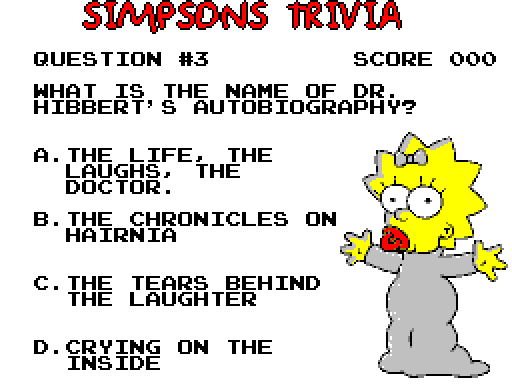 SIMPSONS TRIVIA
QUESTION #3 SCORE 000
WHAT IS THE NAME OF DR.
HIBBERT'S AUTOBIOGRAPHY?
A. THE LIFE, THE
LAUGHS, THE
DOCTOR.
B. THE CHRONICLES ON
HAIRNIA
C. THE TEARS BEHIND
THE LAUGHTER
D. CRYING ON THE
INSIDE